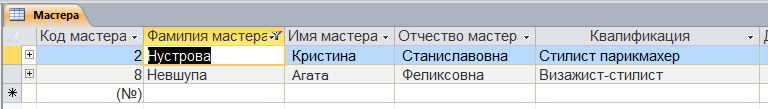 Мастера
Код мастера Фамилия мастера Имя мастера Отчество мастер Квалификация
2 Нустрова Кристина Станиславовна Стилист парикмахер
8 Невшупа Агата Феликсовна Визажист-стилист
(№)